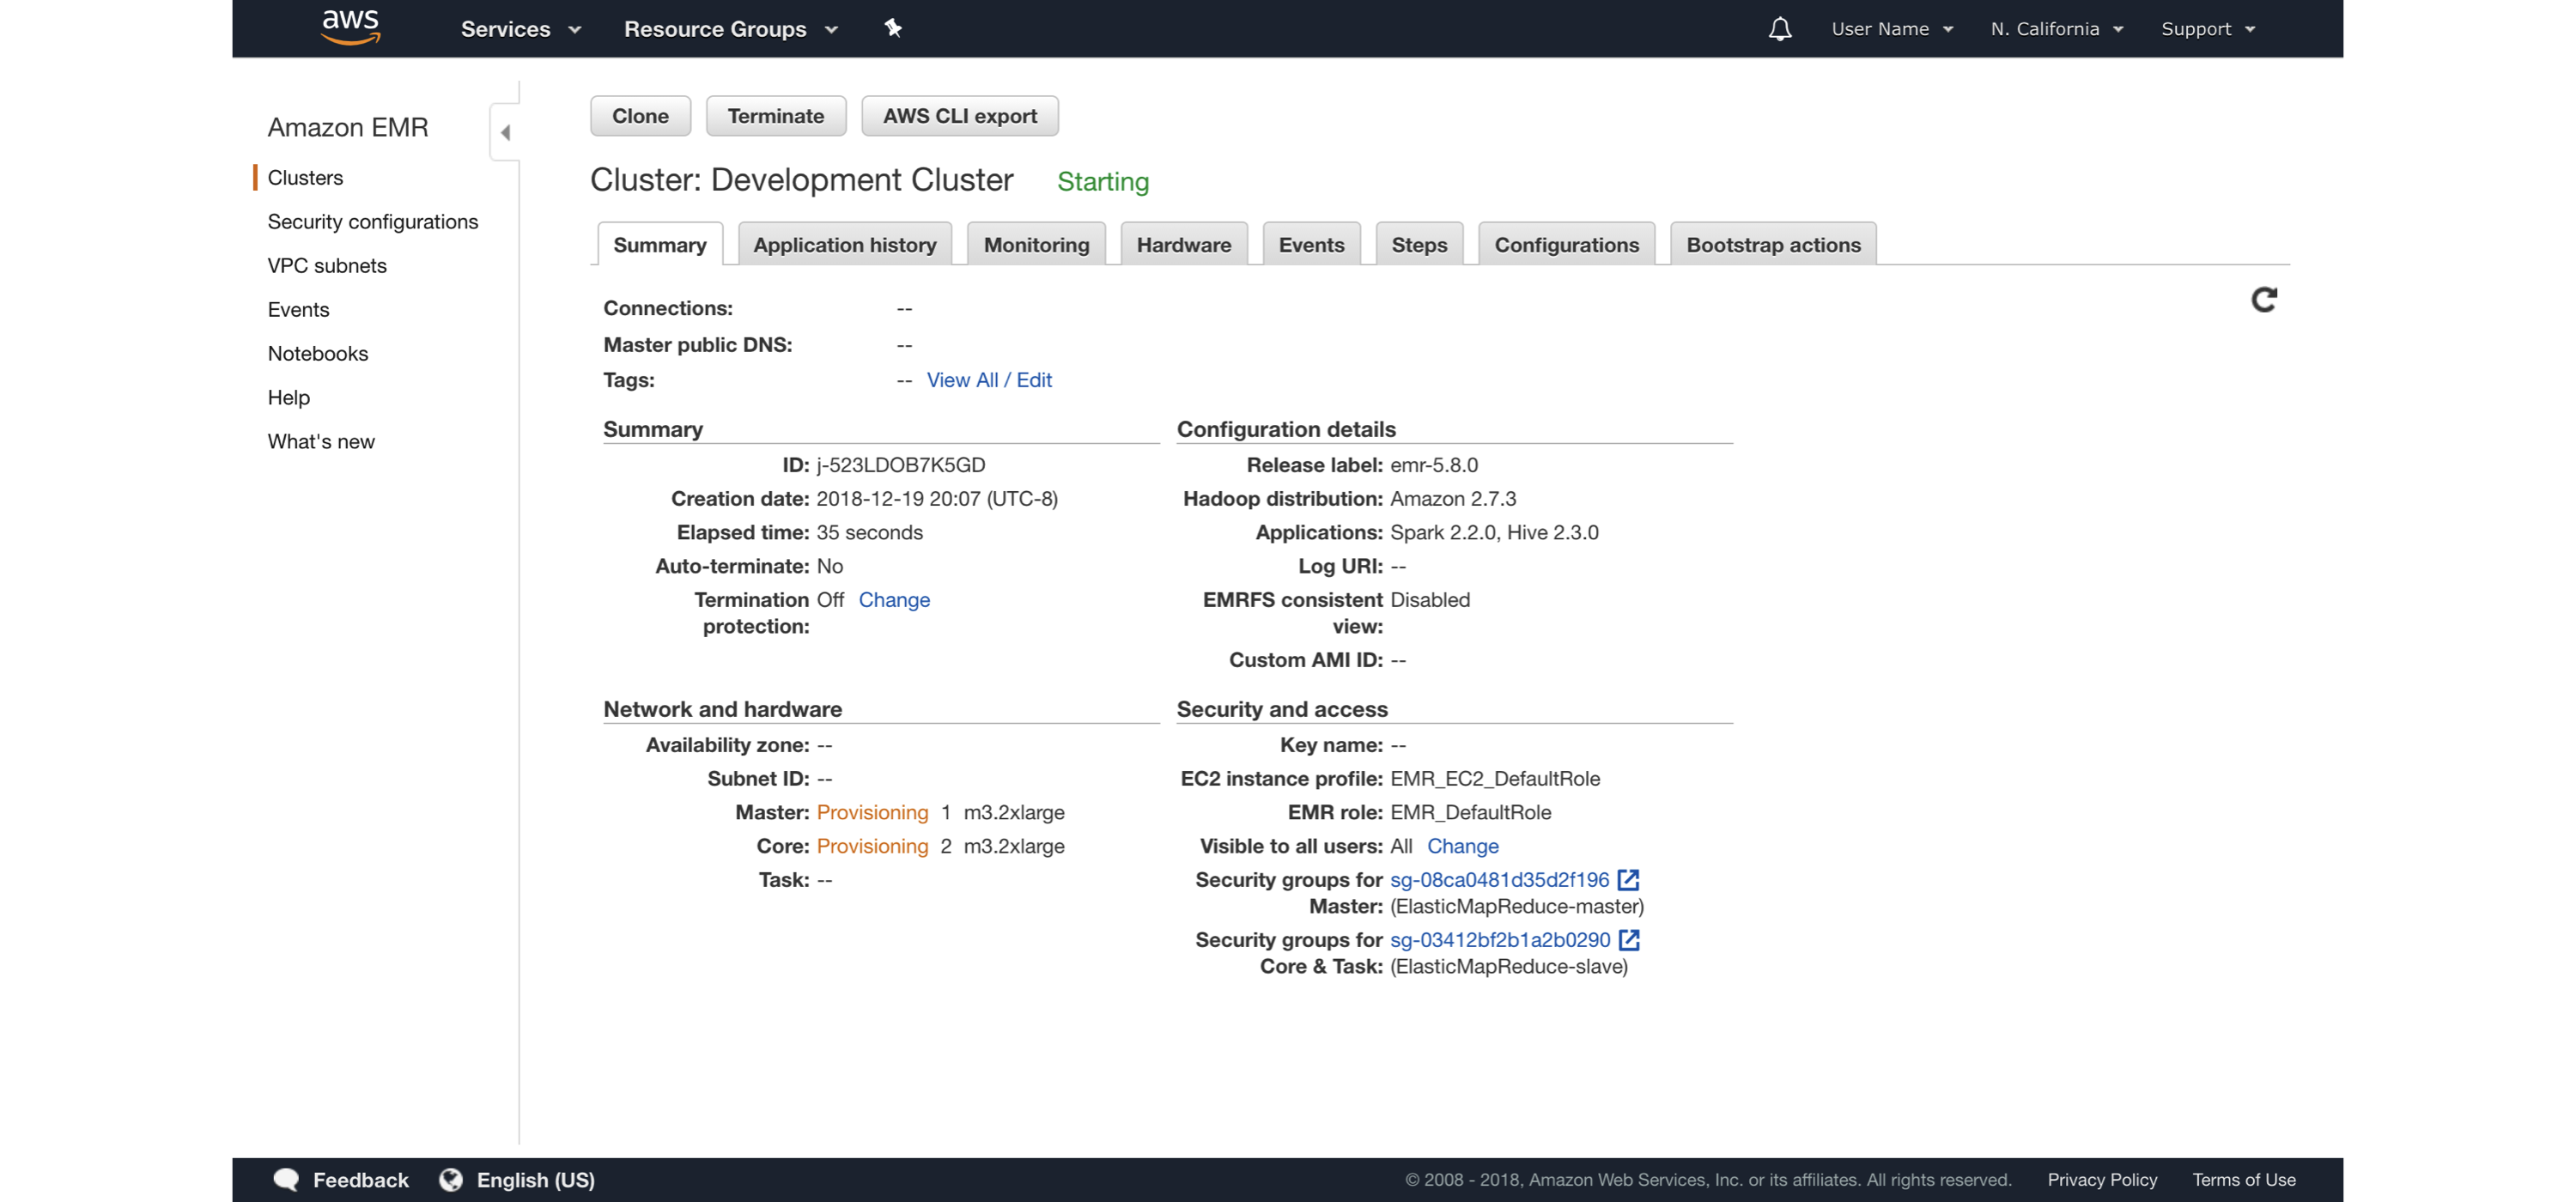 aws Services Resource Groups User Name N. California Support
Amazon EMR
Clusters
Security configurations
VPC subnets
Events
Notebooks
Help
What's new
Clone Terminate AWS CLI export
Cluster: Development Cluster Starting
Summary Application history Monitoring Hardware Events Steps Configurations Bootstrap actions
Connections: --
Master public DNS: --
Tags: -- View All / Edit
Summary
ID: j-523LDOB7K5GD
Creation date: 2018-12-19 20:07 (UTC-8)
Elapsed time: 35 seconds
Auto-terminate: No
Termination Off Change
protection:
Configuration details
Release label: emr-5.8.0
Hadoop distribution: Amazon 2.7.3
Applications: Spark 2.2.0, Hive 2.3.0
Log URI: --
EMRFS consistent Disabled
view:
Custom AMI ID: --
Network and hardware
Availability zone: --
Subnet ID: --
Master: Provisioning 1 m3.2xlarge
Core: Provisioning 2 m3.2xlarge
Task: --
Security and access
Key name: --
EC2 instance profile: EMR_EC2_DefaultRole
EMR role: EMR_DefaultRole
Visible to all users: All Change
Security groups for sg-08ca0481d35d2f196
Master: (ElasticMapReduce-master)
Security groups for sg-03412bf2b1a2b0290
Core & Task: (ElasticMapReduce-slave)
Feedback English (US) © 2008 - 2018, Amazon Web Services, Inc. or its affiliates. All rights reserved. Privacy Policy Terms of Use